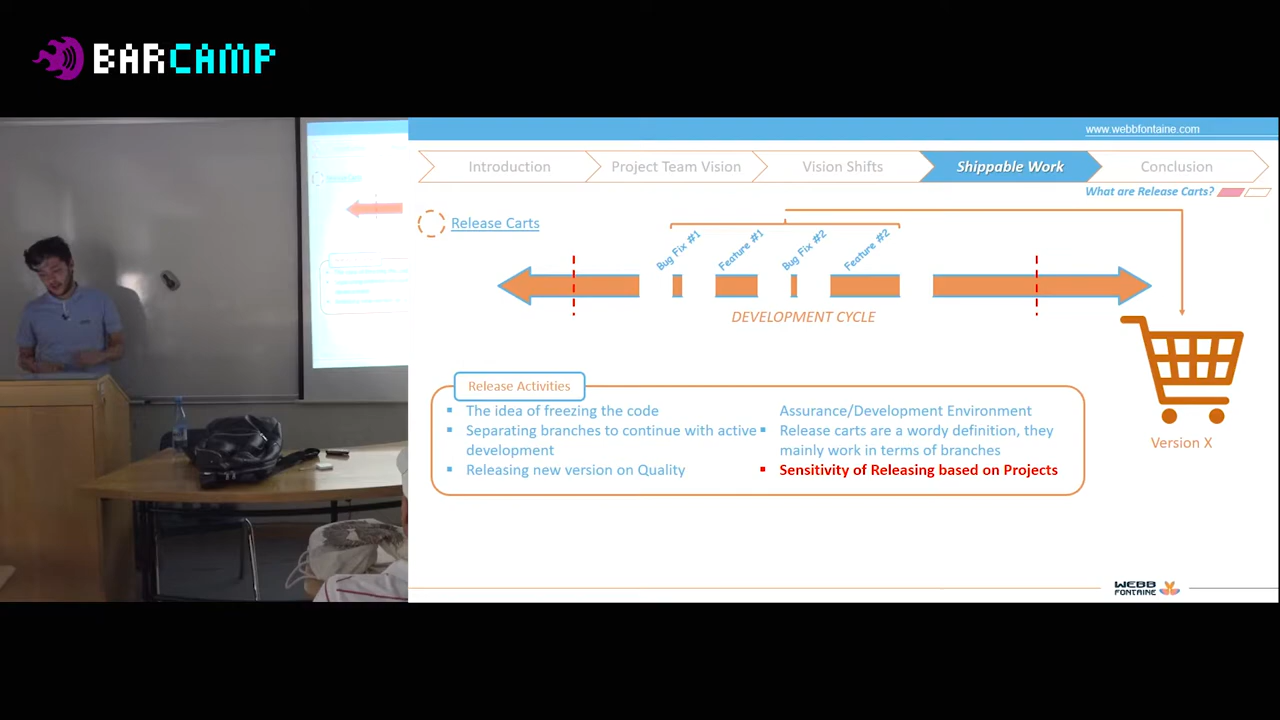 BARCAMP
www.webbfontaine.com
Introduction
Project Team Vision
Vision Shifts
Shippable Work
Conclusion
What are Release Carts?
Release Carts
Bug Fix #1
Feature #1
Bug Fix #2
Feature #2
DEVELOPMENT CYCLE
Version X
Release Activities
▪ The idea of freezing the code
▪ Separating branches to continue with active
development
▪ Releasing new version on Quality
Assurance/Development Environment
▪ Release carts are a wordy definition, they
mainly work in terms of branches
▪ Sensitivity of Releasing based on Projects
WEBB
FONTAINE